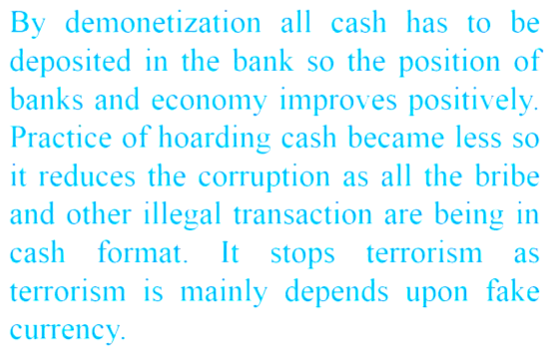 By demonetization all cash has to be
deposited in the bank so the position of
banks and economy improves positively.
Practice of hoarding cash became less so
it reduces the corruption as all the bribe
and other illegal transaction are being in
cash format. It stops terrorism as
terrorism is mainly depends upon fake
currency.